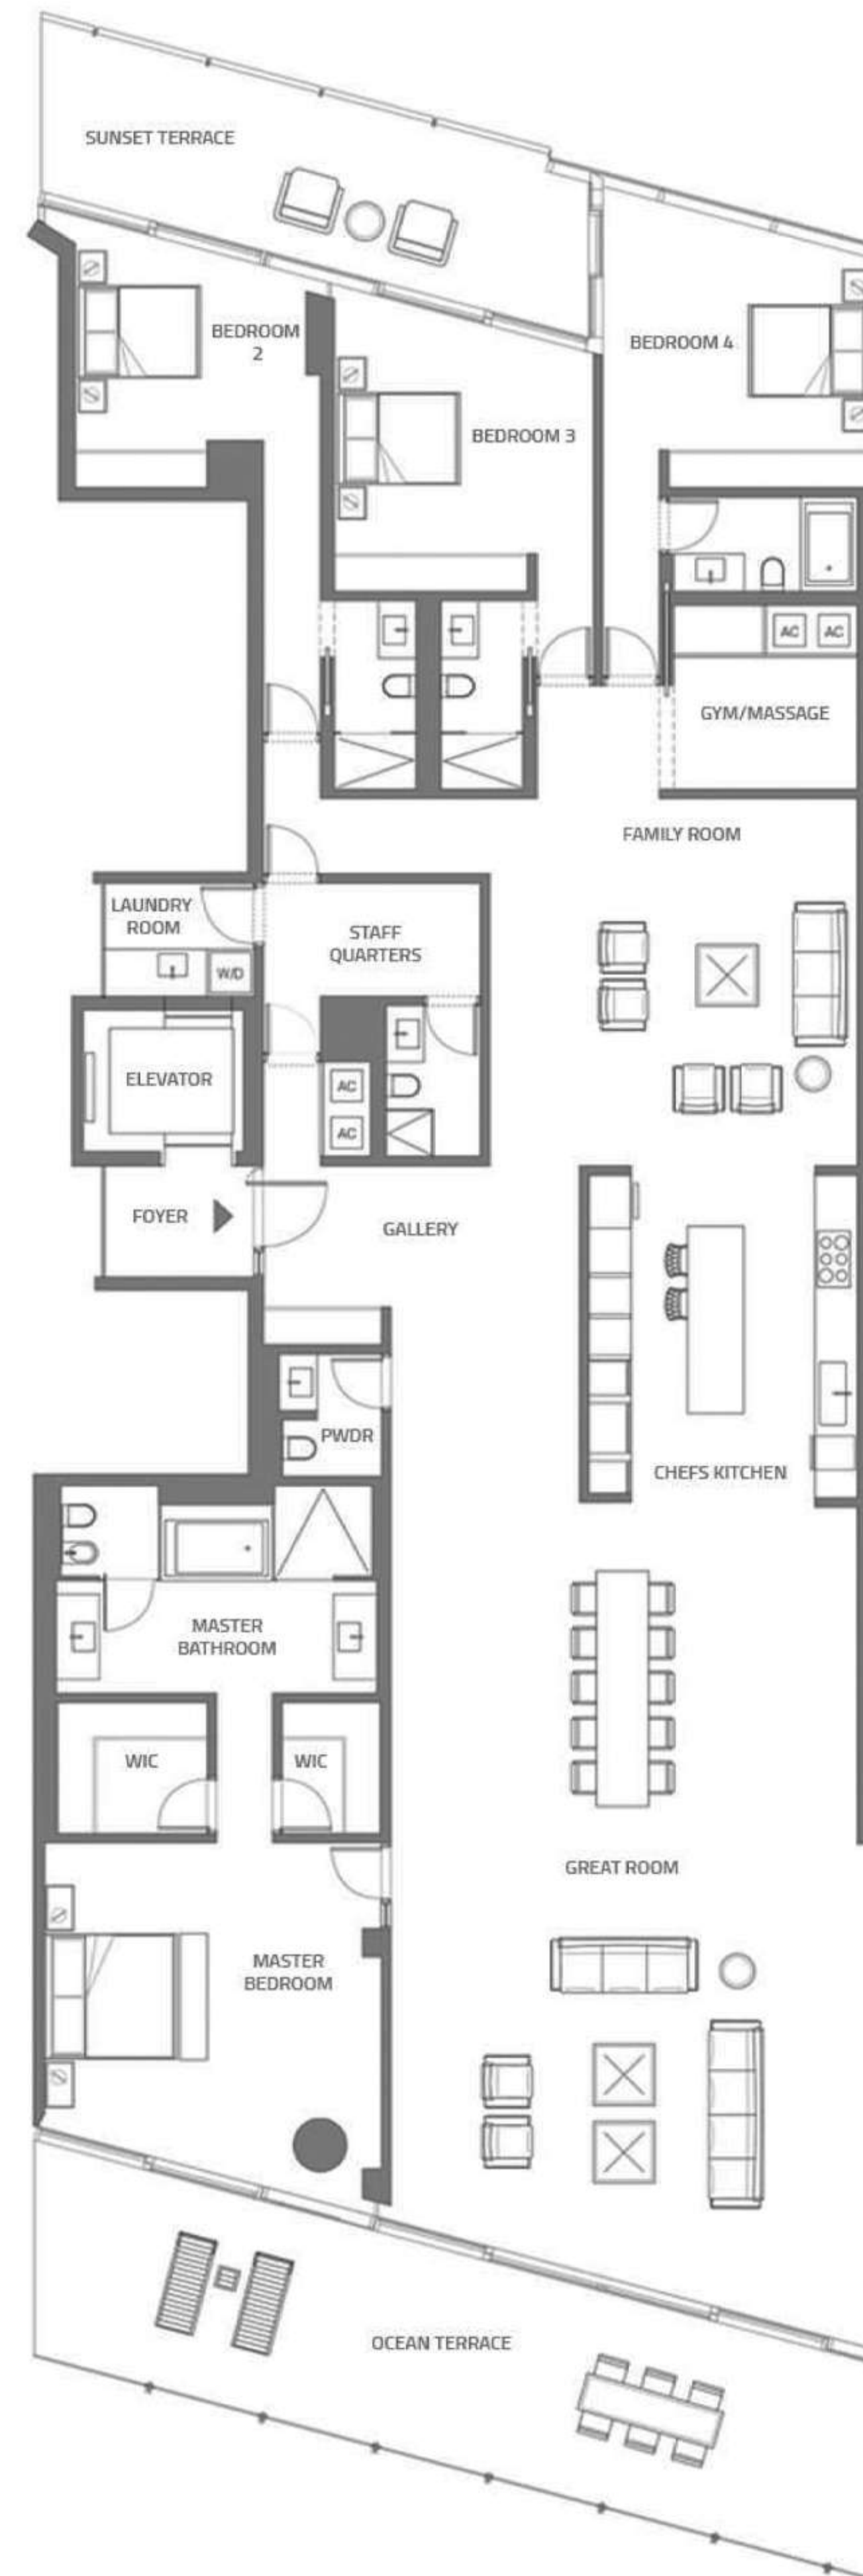 SUNSET TERRACE
BEDROOM
2
BEDROOM 4
BEDROOM 3
AC
AC
GYM/MASSAGE
FAMILY ROOM
LAUNDRY
ROOM
STAFF
QUARTERS
W/D
ELEVATOR
AC
AC
FOYER
GALLERY
PWDR
CHEFS KITCHEN
MASTER
BATHROOM
WIC
WIC
GREAT ROOM
MASTER
BEDROOM
OCEAN TERRACE